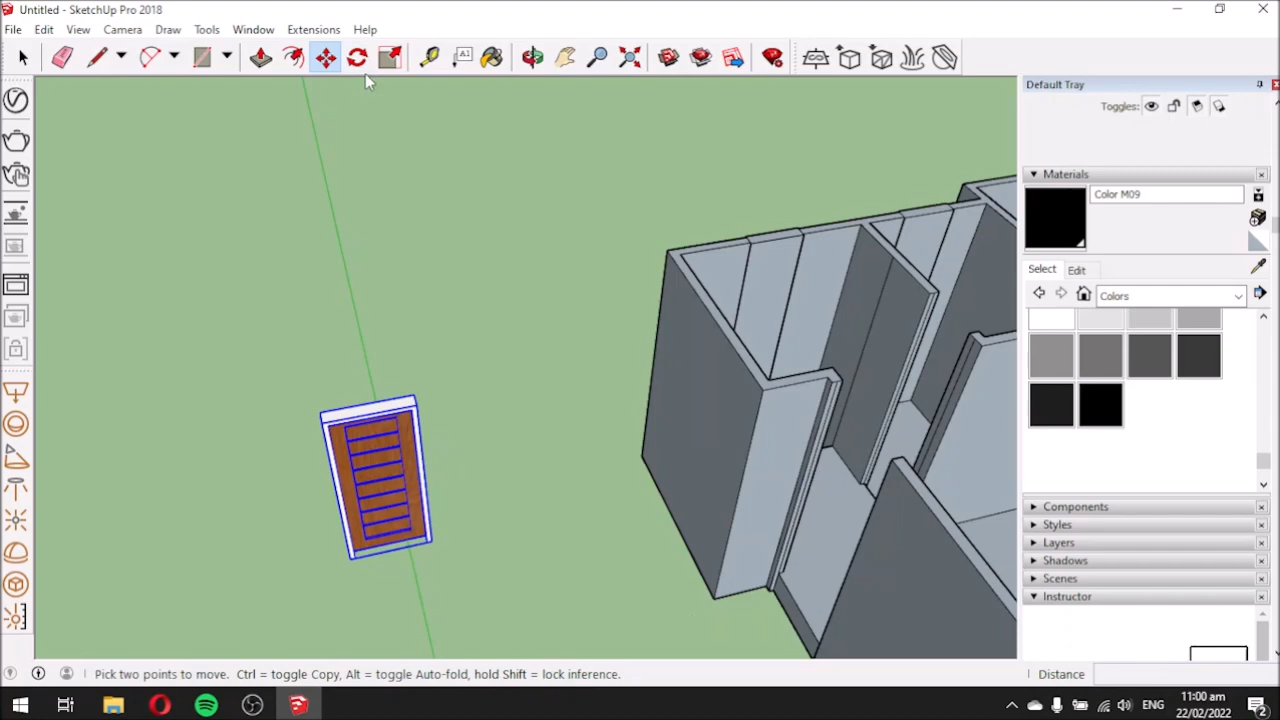 Untitled - SketchUp Pro 2018
File Edit View Camera Draw Tools Window Extensions Help
A1
Default Tray
Toggles:
Materials
Color M09
Select Edit
Colors
Components
Styles
Layers
Shadows
Scenes
Instructor
Pick two points to move. Ctrl = toggle Copy, Alt = toggle Auto-fold, hold Shift = lock inference.
Distance
ENG
11:00 am
22/02/2022
2